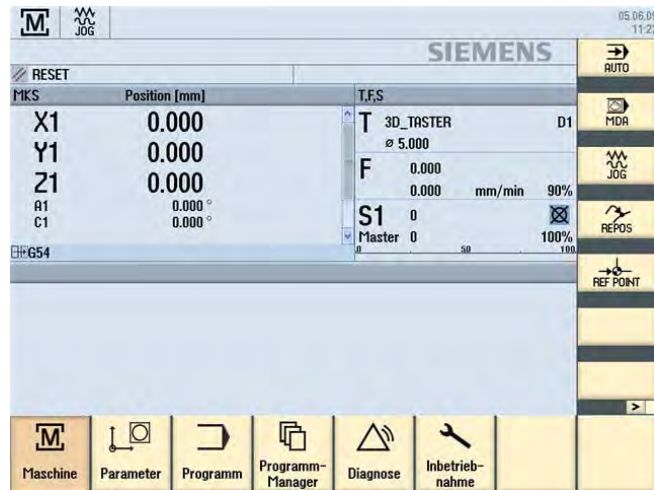 M JOG 05.06.09
11:22
SIEMENS
RESET
MKS Position [mm] T,F,S
X1 0.000
Y1 0.000
Z1 0.000
A1 0.000 °
C1 0.000 °
G54
T 3D_TASTER D1
ø 5.000
F 0.000
0.000 mm/min 90%
S1 0
Master 0 100%
0 50 100
AUTO
MDA
JOG
REPOS
REF POINT
>
M
Maschine
Parameter
Programm
Programm-
Manager
Diagnose
Inbetrieb-
nahme